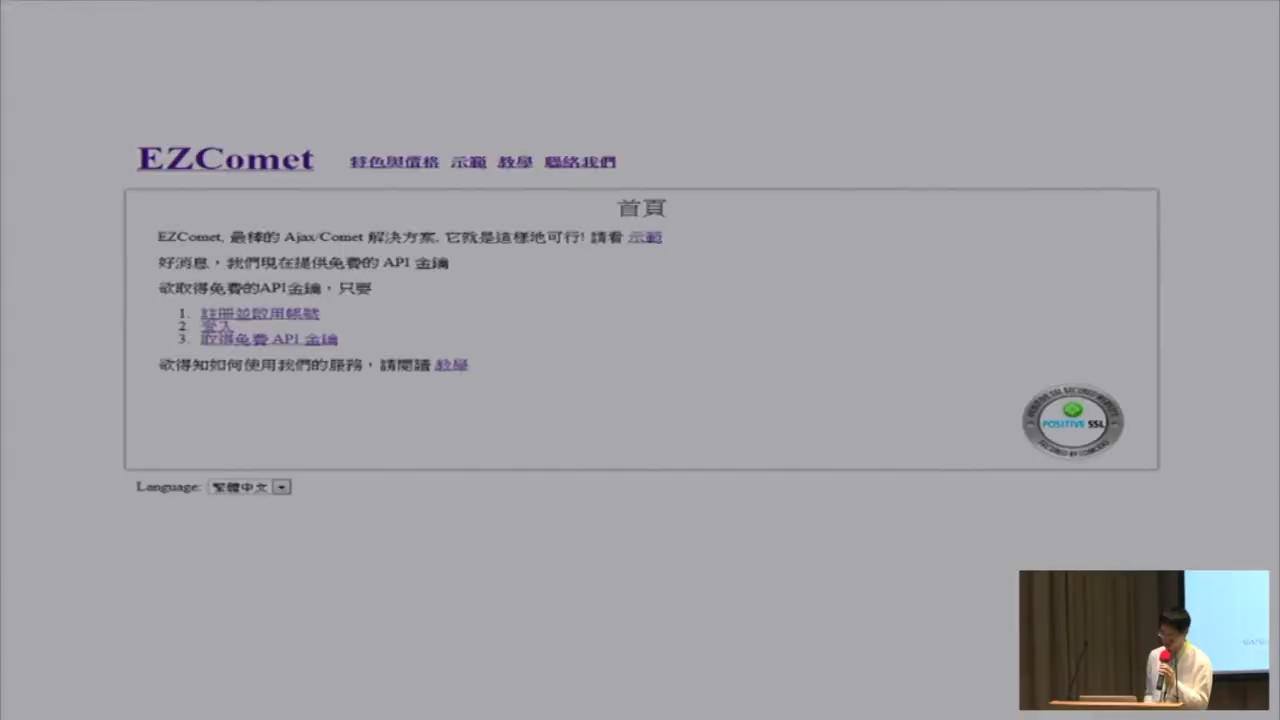 EZComet 特色與價格 示範 教學 聯絡我們
首頁
EZComet, 最棒的 Ajax/Comet 解決方案, 它就是這樣地可行! 請看 示範
好消息，我們現在提供免費的 API 金鑰
欲取得免費的API金鑰，只要
1. 註冊並啟用帳號
2. 登入
3. 取得免費 API 金鑰
欲得知如何使用我們的服務，請閱讀 教學
POSITIVE SSL
SECURED BY COMODO
Language: 繁體中文